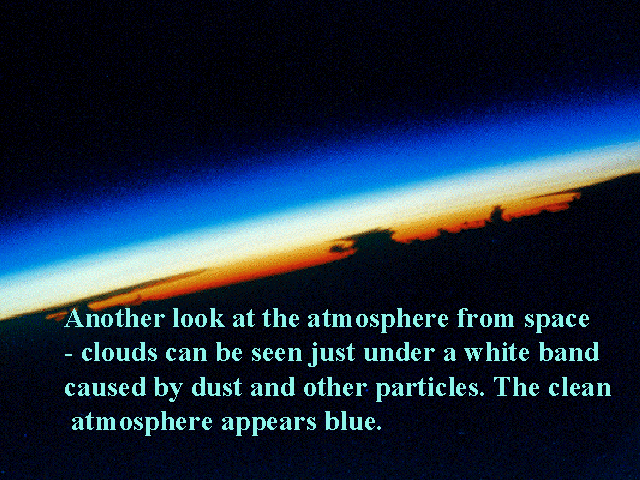 Another look at the atmosphere from space
- clouds can be seen just under a white band
caused by dust and other particles. The clean
atmosphere appears blue.